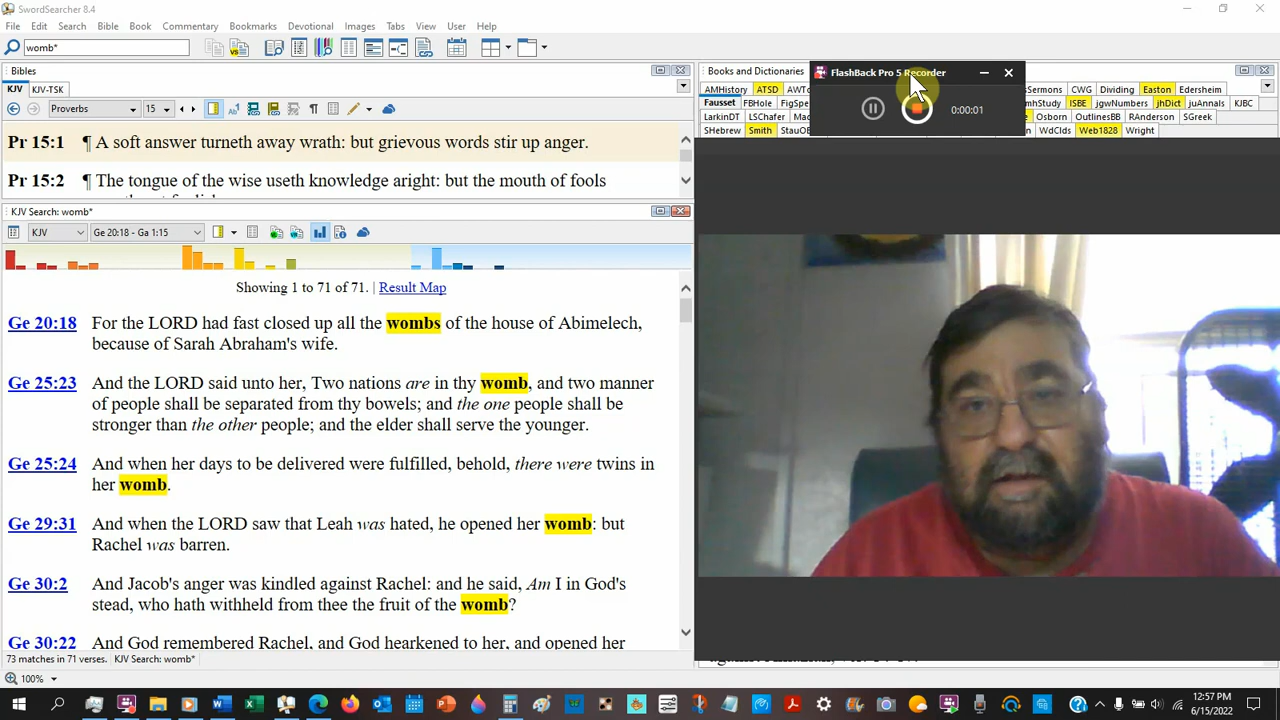 SwordSearcher 8.4
File Edit Search Bible Book Commentary Bookmarks Devotional Images Tabs View User Help
womb*
Bibles
KJV KJV-TSK
Proverbs 15
Pr 15:1 ¶ A soft answer turneth away wrath: but grievous words stir up anger.
Pr 15:2 ¶ The tongue of the wise useth knowledge aright: but the mouth of fools
KJV Search: womb*
KJV Ge 20:18 - Ga 1:15
Showing 1 to 71 of 71. | Result Map
Ge 20:18 For the LORD had fast closed up all the wombs of the house of Abimelech,
because of Sarah Abraham's wife.
Ge 25:23 And the LORD said unto her, Two nations are in thy womb, and two manner
of people shall be separated from thy bowels; and the one people shall be
stronger than the other people; and the elder shall serve the younger.
Ge 25:24 And when her days to be delivered were fulfilled, behold, there were twins in
her womb.
Ge 29:31 And when the LORD saw that Leah was hated, he opened her womb: but
Rachel was barren.
Ge 30:2 And Jacob's anger was kindled against Rachel: and he said, Am I in God's
stead, who hath withheld from thee the fruit of the womb?
Ge 30:22 And God remembered Rachel, and God hearkened to her, and opened her
73 matches in 71 verses. KJV Search: womb*
100%
Books and Dictionaries
FlashBack Pro 5 Recorder
0:00:01
AMHistory ATSD Sermons CWG Dividing Easton Edersheim
Fausset FBHole ISBE jgwNumbers jhDict juAnnals KJBC
LarkinDT LSChafer Osborn OutlinesBB RAnderson SGreek
SHebrew Smith WdClds Web1828 Wright
12:57 PM
6/15/2022